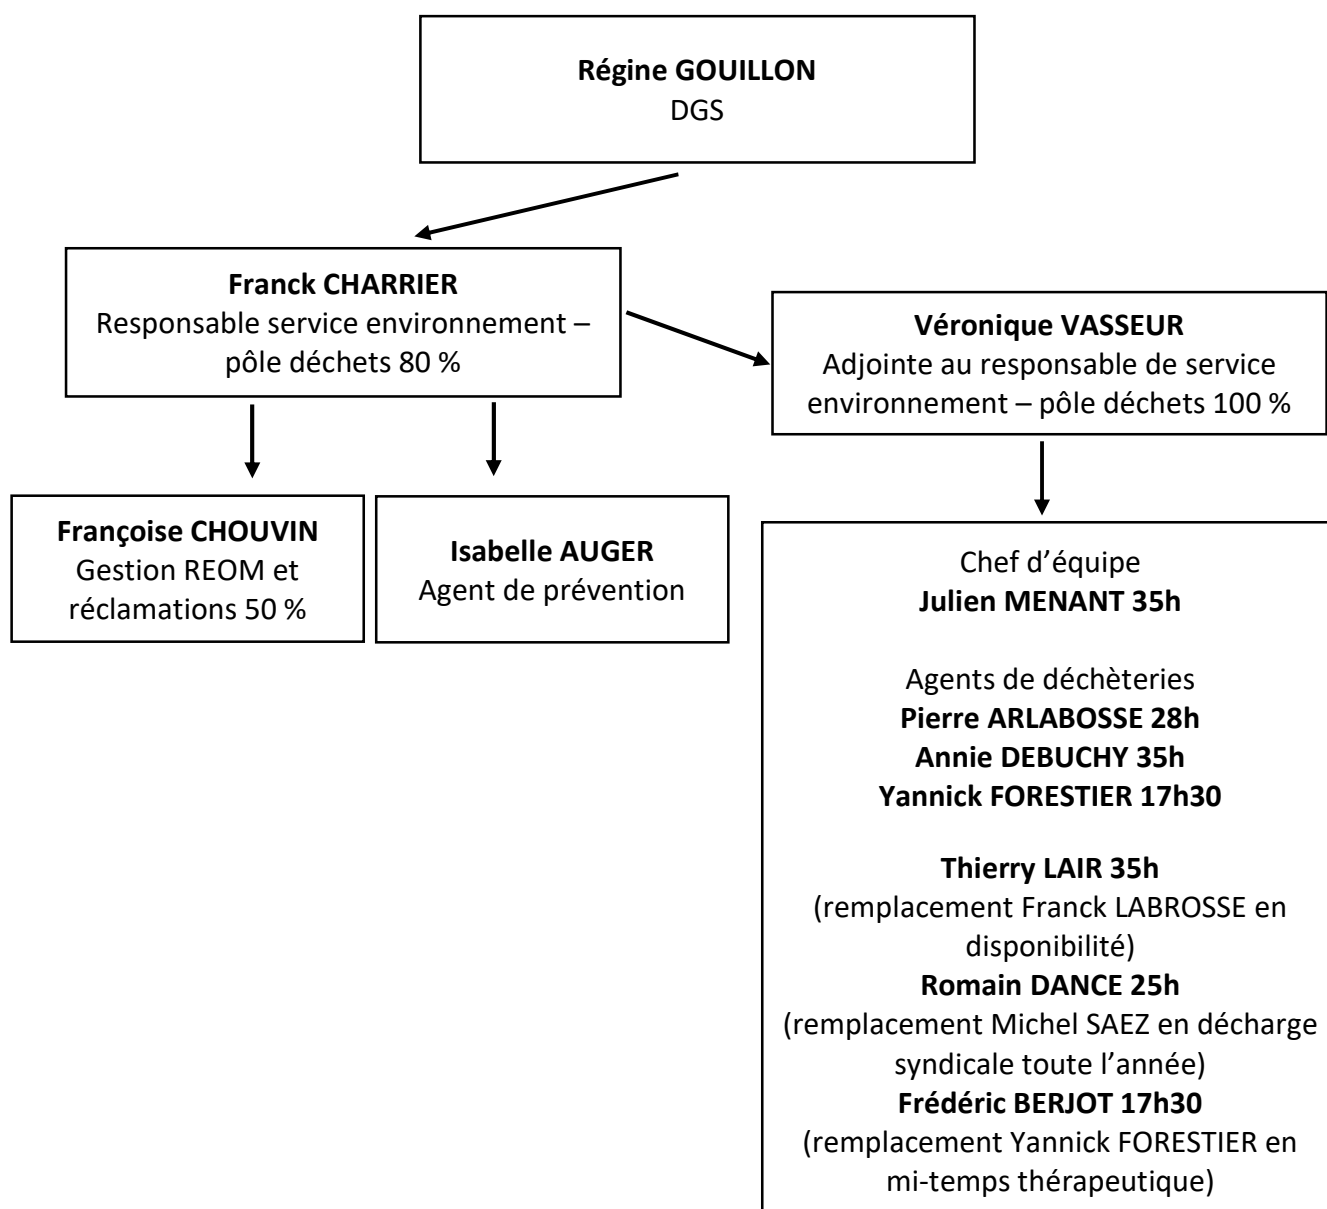 Régine GOUILLON
DGS
Franck CHARRIER
Responsable service environnement –
pôle déchets 80 %
Véronique VASSEUR
Adjointe au responsable de service
environnement – pôle déchets 100 %
Françoise CHOUVIN
Gestion REOM et
réclamations 50 %
Isabelle AUGER
Agent de prévention
Chef d’équipe
Julien MENANT 35h
Agents de déchèteries
Pierre ARLABOSSE 28h
Annie DEBUCHY 35h
Yannick FORESTIER 17h30
Thierry LAIR 35h
(remplacement Franck LABROSSE en
disponibilité)
Romain DANCE 25h
(remplacement Michel SAEZ en décharge
syndicale toute l’année)
Frédéric BERJOT 17h30
(remplacement Yannick FORESTIER en
mi-temps thérapeutique)